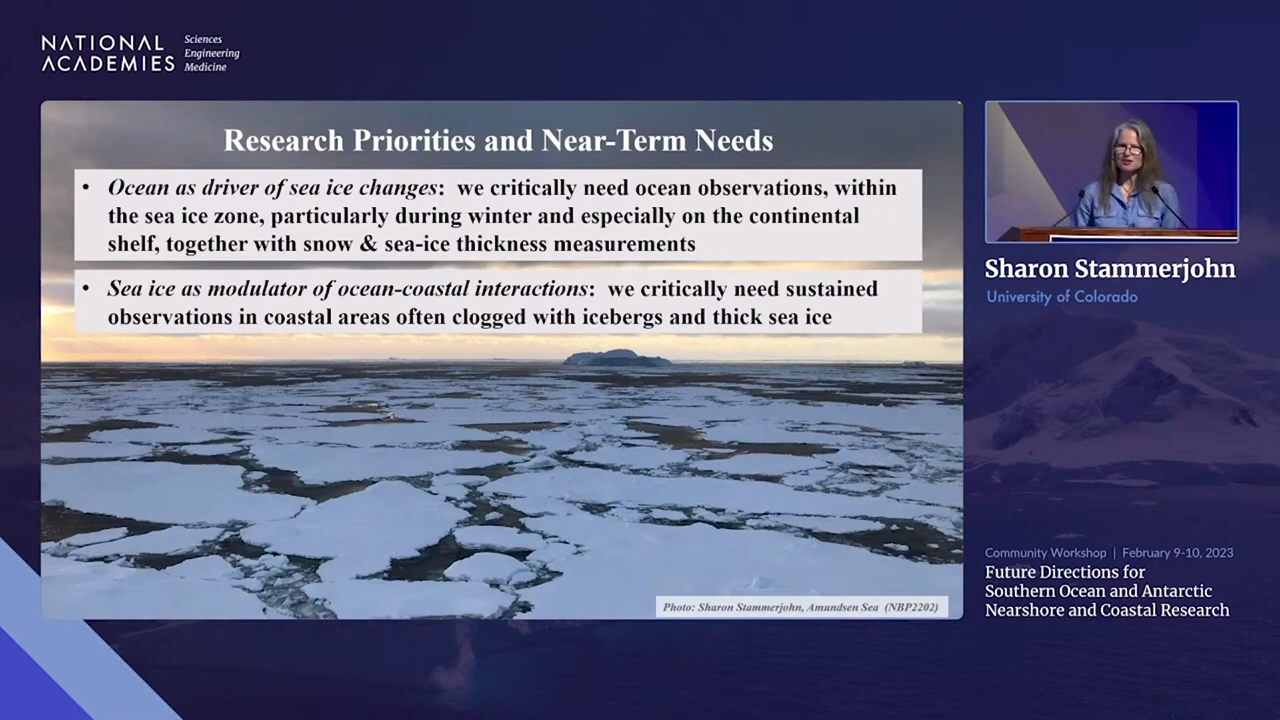 NATIONAL
ACADEMIES
Sciences
Engineering
Medicine
Research Priorities and Near-Term Needs
• Ocean as driver of sea ice changes: we critically need ocean observations, within
the sea ice zone, particularly during winter and especially on the continental
shelf, together with snow & sea-ice thickness measurements
• Sea ice as modulator of ocean-coastal interactions: we critically need sustained
observations in coastal areas often clogged with icebergs and thick sea ice
Photo: Sharon Stammerjohn, Amundsen Sea (NBP2202)
Sharon Stammerjohn
University of Colorado
Community Workshop | February 9-10, 2023
Future Directions for
Southern Ocean and Antarctic
Nearshore and Coastal Research